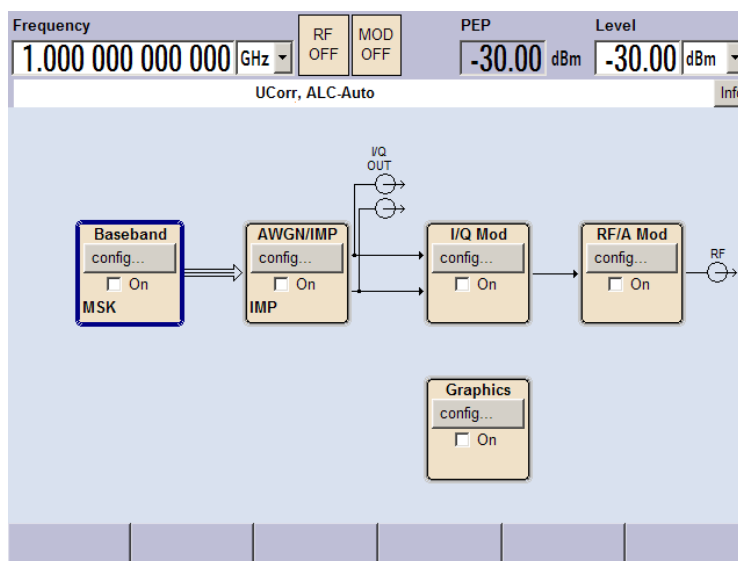 Frequency
RF OFF
MOD OFF
PEP
Level
1.000 000 000 000 GHz
-30.00 dBm
-30.00 dBm
UCorr, ALC-Auto
Info
I/Q OUT
Baseband
config...
On
MSK
AWGN/IMP
config...
On
IMP
I/Q Mod
config...
On
RF/A Mod
config...
On
RF
Graphics
config...
On